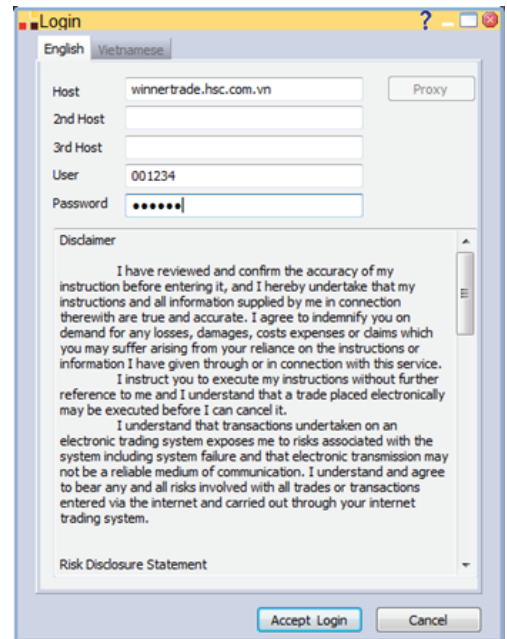 Login
?
English Vietnamese
Host winnertrade.hsc.com.vn Proxy
2nd Host
3rd Host
User 001234
Password ●●●●●●
Disclaimer
I have reviewed and confirm the accuracy of my
instruction before entering it, and I hereby undertake that my
instructions and all information supplied by me in connection
therewith are true and accurate. I agree to indemnify you on
demand for any losses, damages, costs expenses or claims which
you may suffer arising from your reliance on the instructions or
information I have given through or in connection with this service.
I instruct you to execute my instructions without further
reference to me and I understand that a trade placed electronically
may be executed before I can cancel it.
I understand that transactions undertaken on an
electronic trading system exposes me to risks associated with the
system including system failure and that electronic transmission may
not be a reliable medium of communication. I understand and agree
to bear any and all risks involved with all trades or transactions
entered via the internet and carried out through your internet
trading system.
Risk Disclosure Statement
Accept Login Cancel